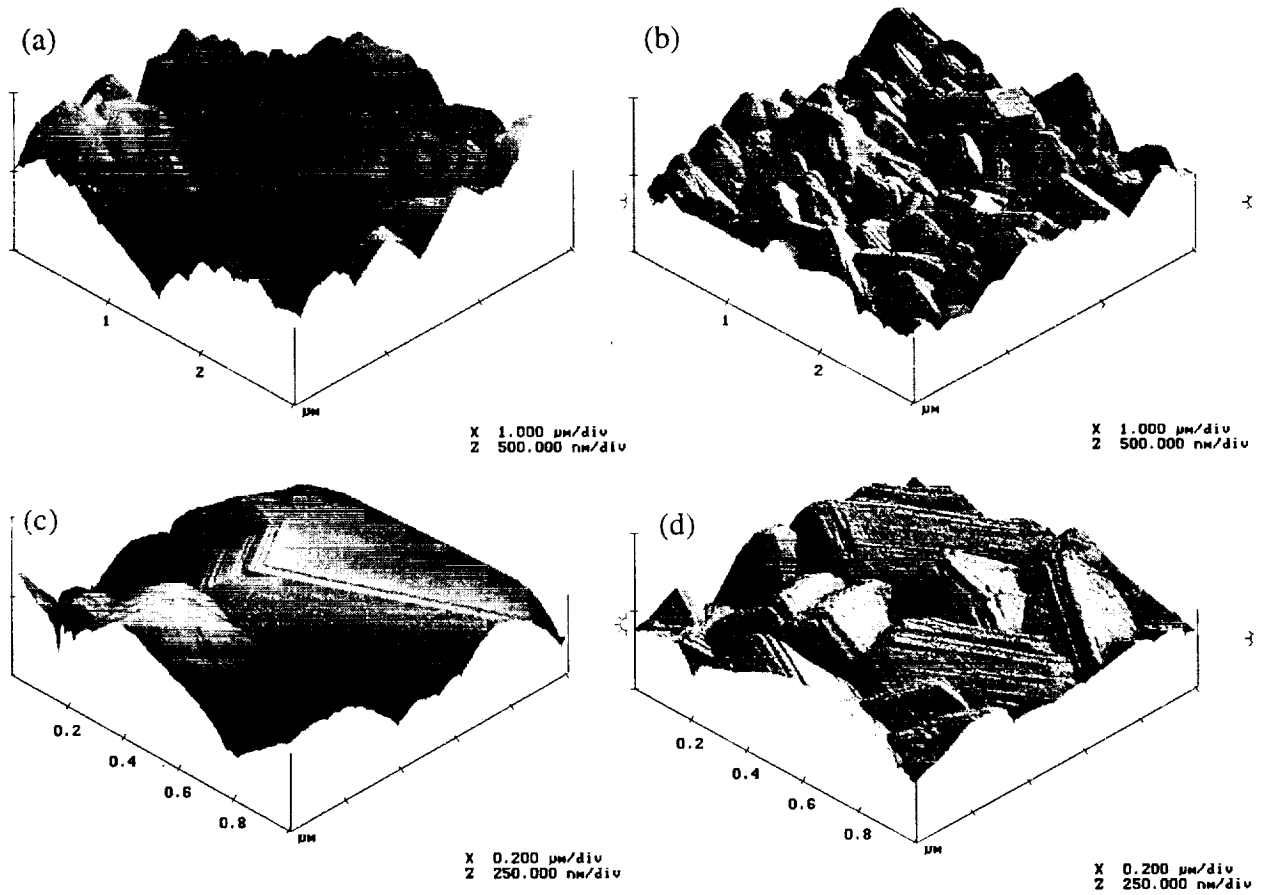 (a)
(b)
1
2
µM
X 1.000 µM/div
Z 500.000 nM/div
1
2
µM
X 1.000 µM/div
Z 500.000 nM/div
(c)
(d)
0.2
0.4
0.6
0.8
µM
X 0.200 µM/div
Z 250.000 nM/div
0.2
0.4
0.6
0.8
µM
X 0.200 µM/div
Z 250.000 nM/div